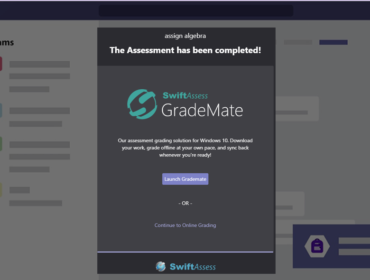 assign algebra
The Assessment has been completed!
SwiftAssess
GradeMate
Our assessment grading solution for Windows 10. Download
your work, grade offline at your own pace, and sync back
whenever you're ready!
Launch Grademate
- OR -
Continue to Online Grading
ams
SwiftAssess